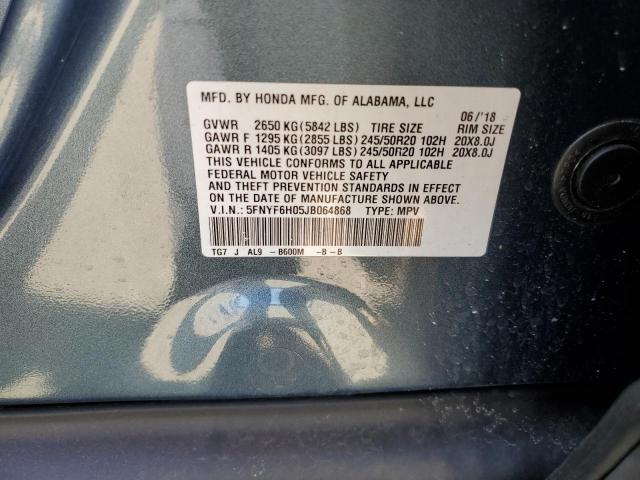 MFD. BY HONDA MFG. OF ALABAMA, LLC 06/'18
GVWR 2650 KG (5842 LBS) TIRE SIZE RIM SIZE
GAWR F 1295 KG (2855 LBS) 245/50R20 102H 20X8.0J
GAWR R 1405 KG (3097 LBS) 245/50R20 102H 20X8.0J
THIS VEHICLE CONFORMS TO ALL APPLICABLE
FEDERAL MOTOR VEHICLE SAFETY
AND THEFT PREVENTION STANDARDS IN EFFECT
ON THE DATE OF MANUFACTURE SHOWN ABOVE.
V.I.N.: 5FNYF6H05JB064868 TYPE: MPV
TG7 J AL9 - B600M -B-B